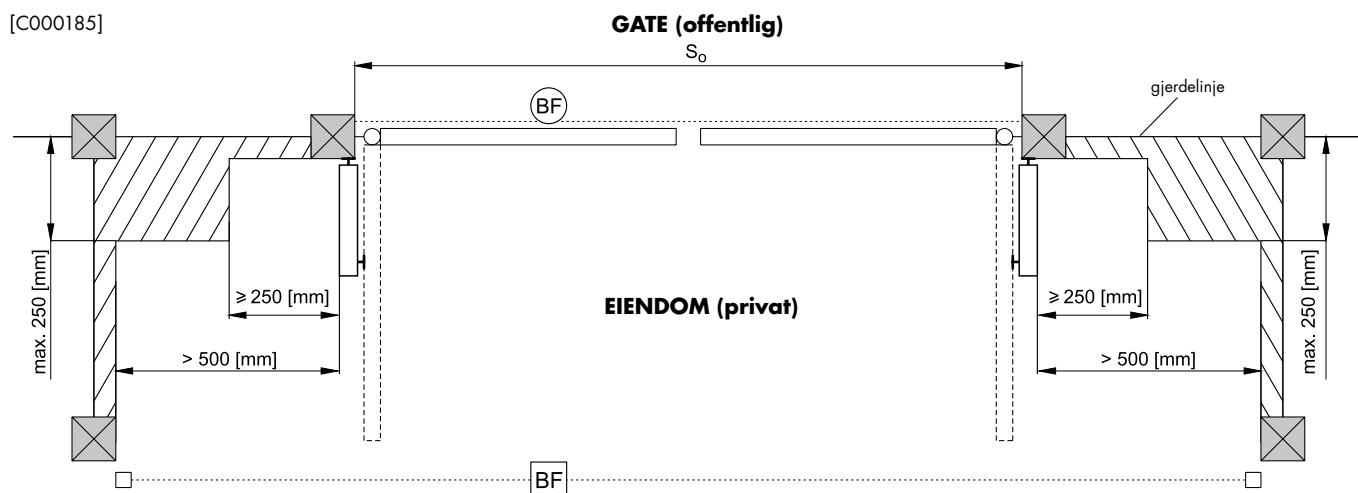 [C000185]
GATE (offentlig)
So
BF
gjerdelinje
max. 250 [mm]
⩾ 250 [mm]
EIENDOM (privat)
⩾ 250 [mm]
max. 250 [mm]
> 500 [mm]
> 500 [mm]
BF